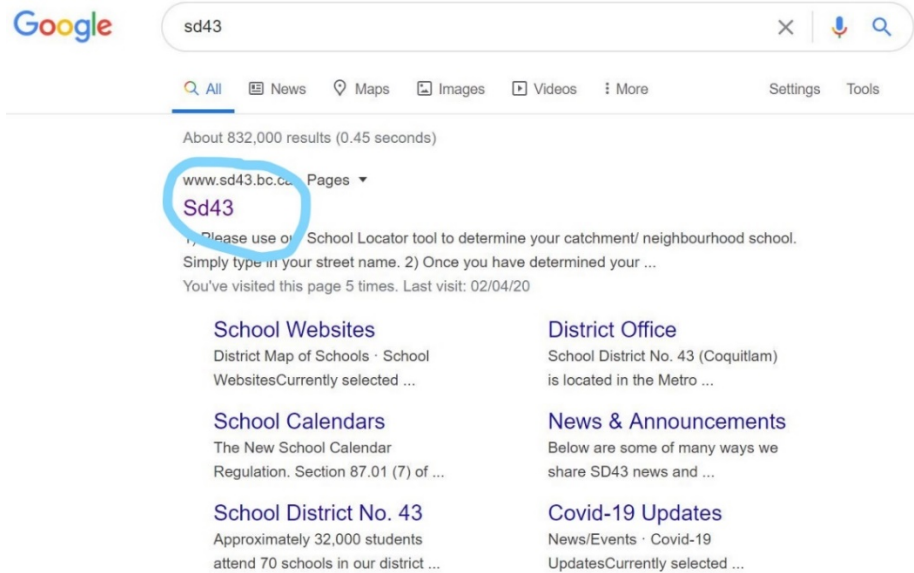 Google
sd43
All News Maps Images Videos More Settings Tools
About 832,000 results (0.45 seconds)
www.sd43.bc.ca Pages
Sd43
1) Please use our School Locator tool to determine your catchment/ neighbourhood school.
Simply type in your street name. 2) Once you have determined your ...
You've visited this page 5 times. Last visit: 02/04/20
School Websites
District Map of Schools · School
WebsitesCurrently selected ...
District Office
School District No. 43 (Coquitlam)
is located in the Metro ...
School Calendars
The New School Calendar
Regulation. Section 87.01 (7) of ...
News & Announcements
Below are some of many ways we
share SD43 news and ...
School District No. 43
Approximately 32,000 students
attend 70 schools in our district ...
Covid-19 Updates
News/Events · Covid-19
UpdatesCurrently selected ...